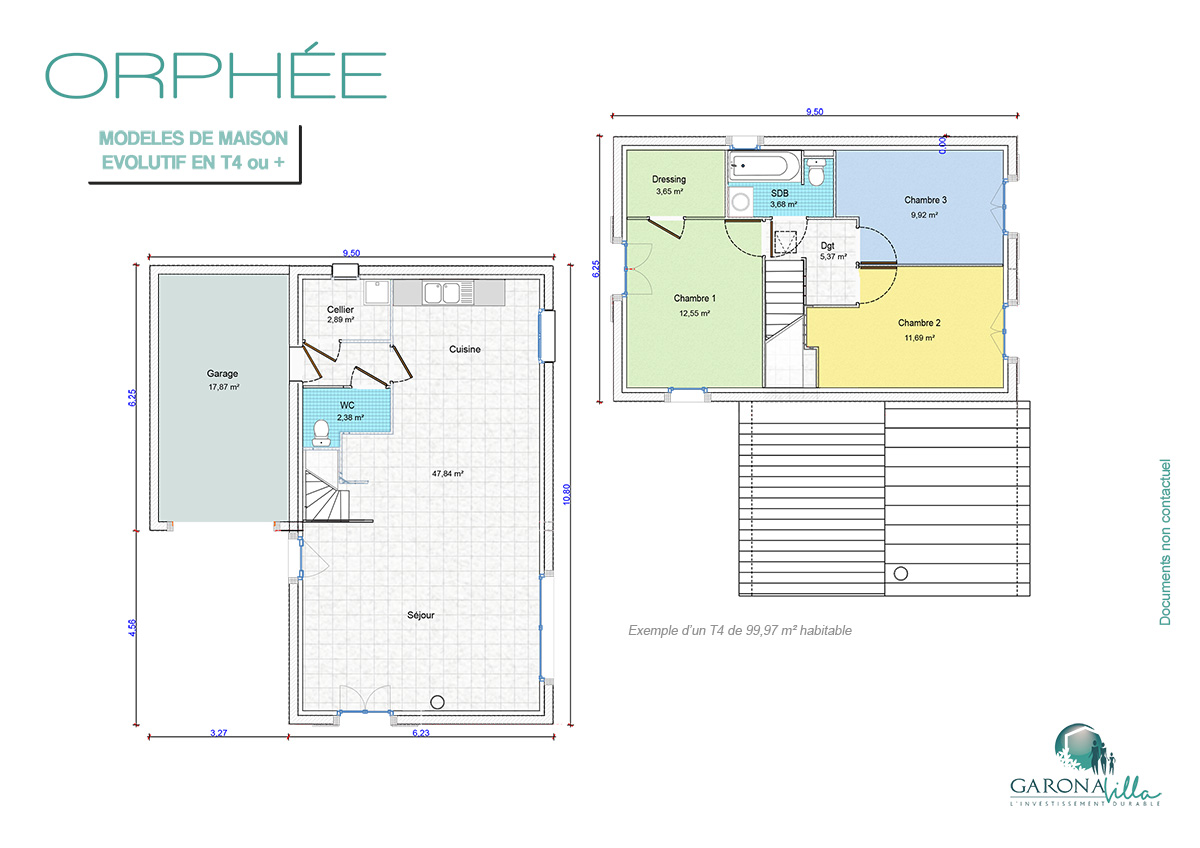 ORPHÉE
MODELES DE MAISON
EVOLUTIF EN T4 ou +
9,50
6,25
4,56
10,80
3,27
6,23
Garage
17,87 m²
Cellier
2,89 m²
Cuisine
WC
2,38 m²
47,84 m²
Séjour
9,50
0.00
6,25
Dressing
3,65 m²
SDB
3,68 m²
Chambre 3
9,92 m²
Dgt
5,37 m²
Chambre 1
12,55 m²
Chambre 2
11,69 m²
Exemple d'un T4 de 99,97 m² habitable
Documents non contactuel
GARONA Villa
L'INVESTISSEMENT DURABLE